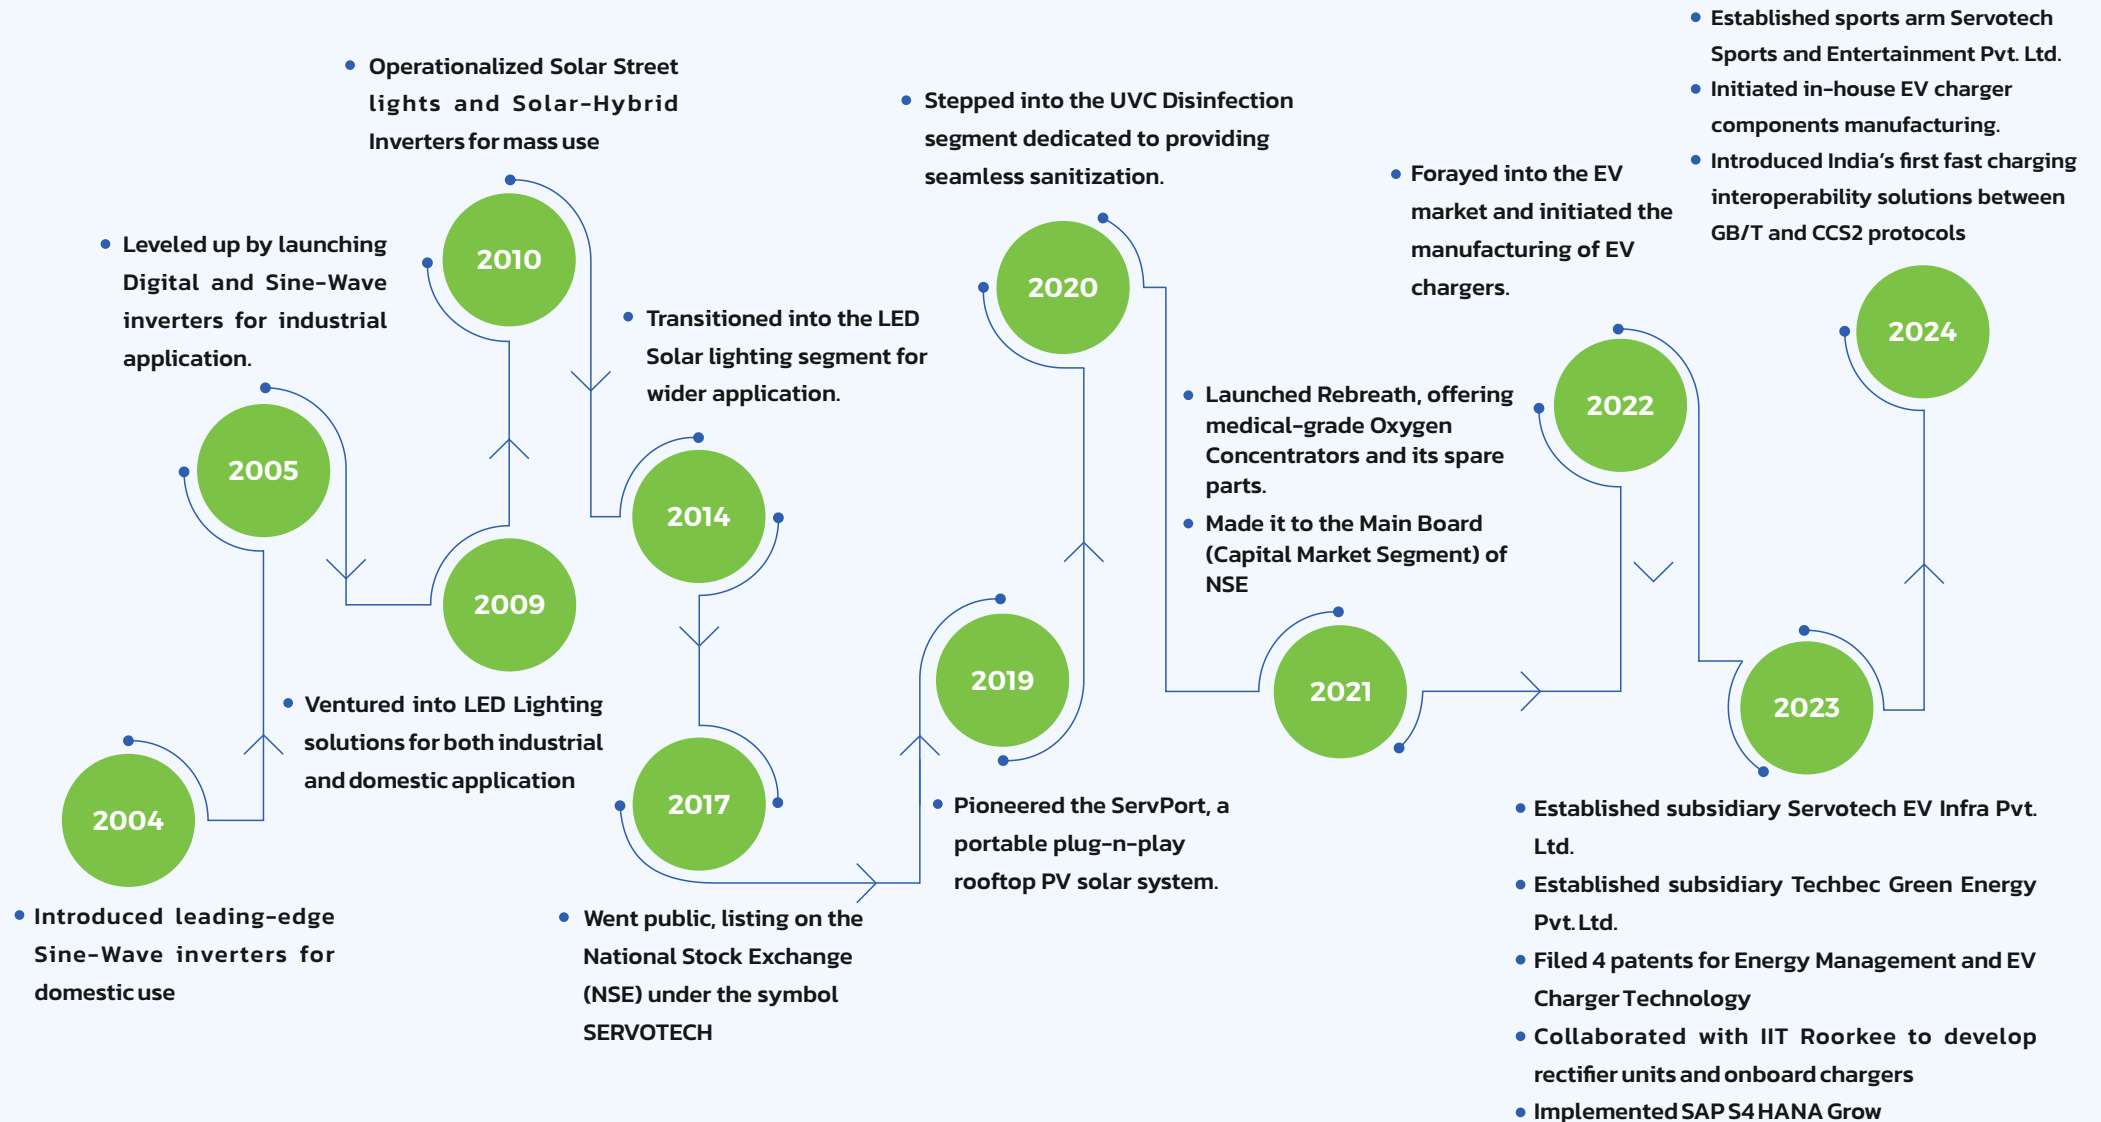 2004
Introduced leading-edge
Sine-Wave inverters for
domestic use
2005
Leveled up by launching
Digital and Sine-Wave
inverters for industrial
application.
2009
Ventured into LED Lighting
solutions for both industrial
and domestic application
2010
Operationalized Solar Street
lights and Solar-Hybrid
Inverters for mass use
2014
Transitioned into the LED
Solar lighting segment for
wider application.
2017
Went public, listing on the
National Stock Exchange
(NSE) under the symbol
SERVOTECH
2019
Pioneered the ServPort, a
portable plug-n-play
rooftop PV solar system.
2020
Stepped into the UVC Disinfection
segment dedicated to providing
seamless sanitization.
2021
Launched Rebreath, offering
medical-grade Oxygen
Concentrators and its spare
parts.
Made it to the Main Board
(Capital Market Segment) of
NSE
2022
Forayed into the EV
market and initiated the
manufacturing of EV
chargers.
2023
Established subsidiary Servotech EV Infra Pvt.
Ltd.
Established subsidiary Techbec Green Energy
Pvt. Ltd.
Filed 4 patents for Energy Management and EV
Charger Technology
Collaborated with IIT Roorkee to develop
rectifier units and onboard chargers
Implemented SAP S4 HANA Grow
2024
Established sports arm Servotech
Sports and Entertainment Pvt. Ltd.
Initiated in-house EV charger
components manufacturing.
Introduced India's first fast charging
interoperability solutions between
GB/T and CCS2 protocols